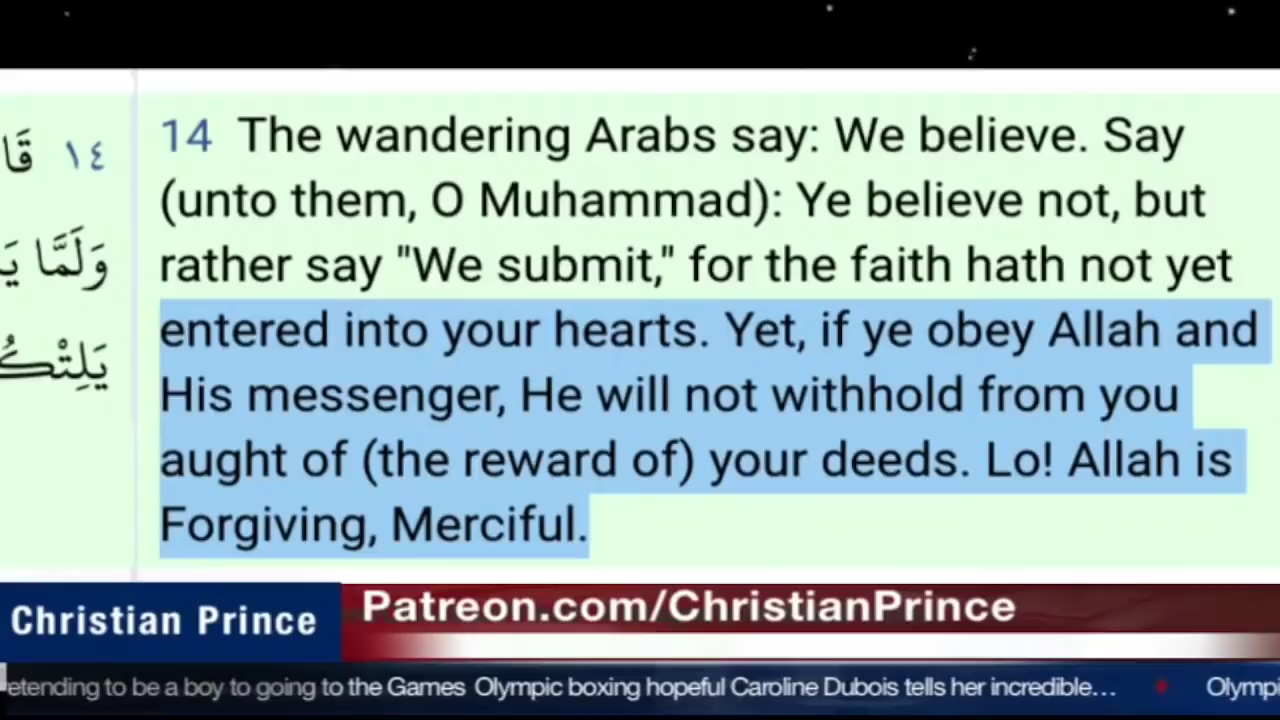 ١٤ قَا
وَلَمَّا يَ
يَلِتْكُ
14 The wandering Arabs say: We believe. Say
(unto them, O Muhammad): Ye believe not, but
rather say "We submit," for the faith hath not yet
entered into your hearts. Yet, if ye obey Allah and
His messenger, He will not withhold from you
aught of (the reward of) your deeds. Lo! Allah is
Forgiving, Merciful.
Christian Prince
Patreon.com/ChristianPrince
etending to be a boy to going to the Games Olympic boxing hopeful Caroline Dubois tells her incredible... Olympi